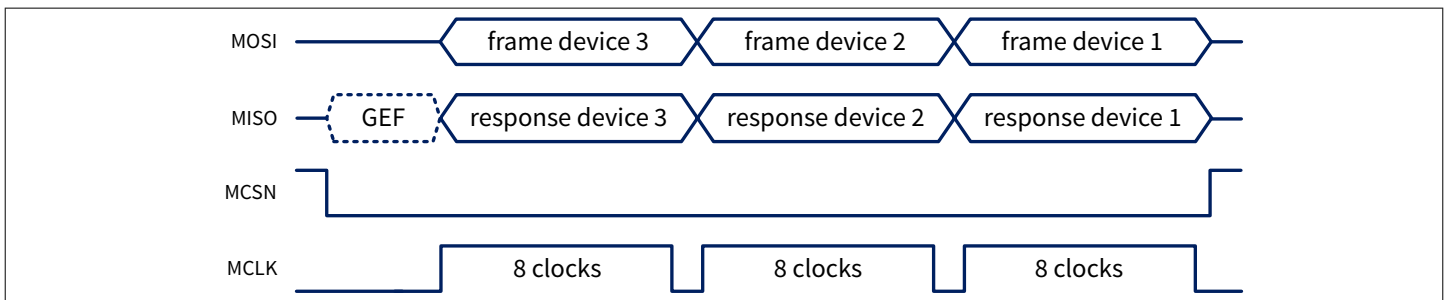 MOSI frame device 3 frame device 2 frame device 1
MISO GEF response device 3 response device 2 response device 1
MCSN
MCLK 8 clocks 8 clocks 8 clocks